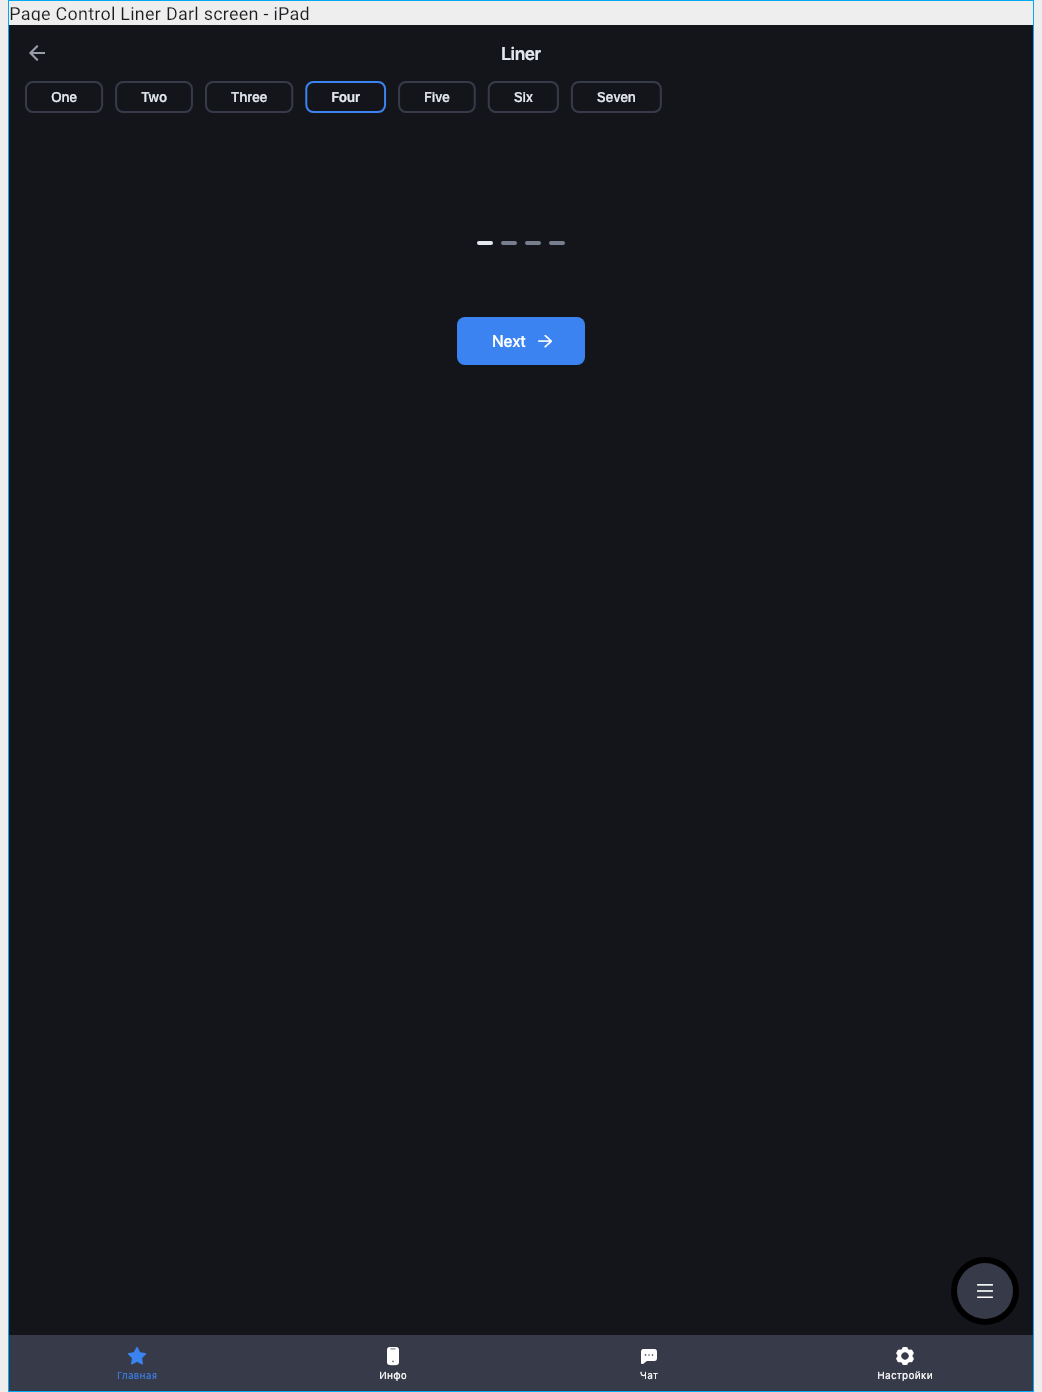 Page Control Liner Darl screen - iPad
Liner
One Two Three Four Five Six Seven
Next
Главная Инфо Чат Настройки